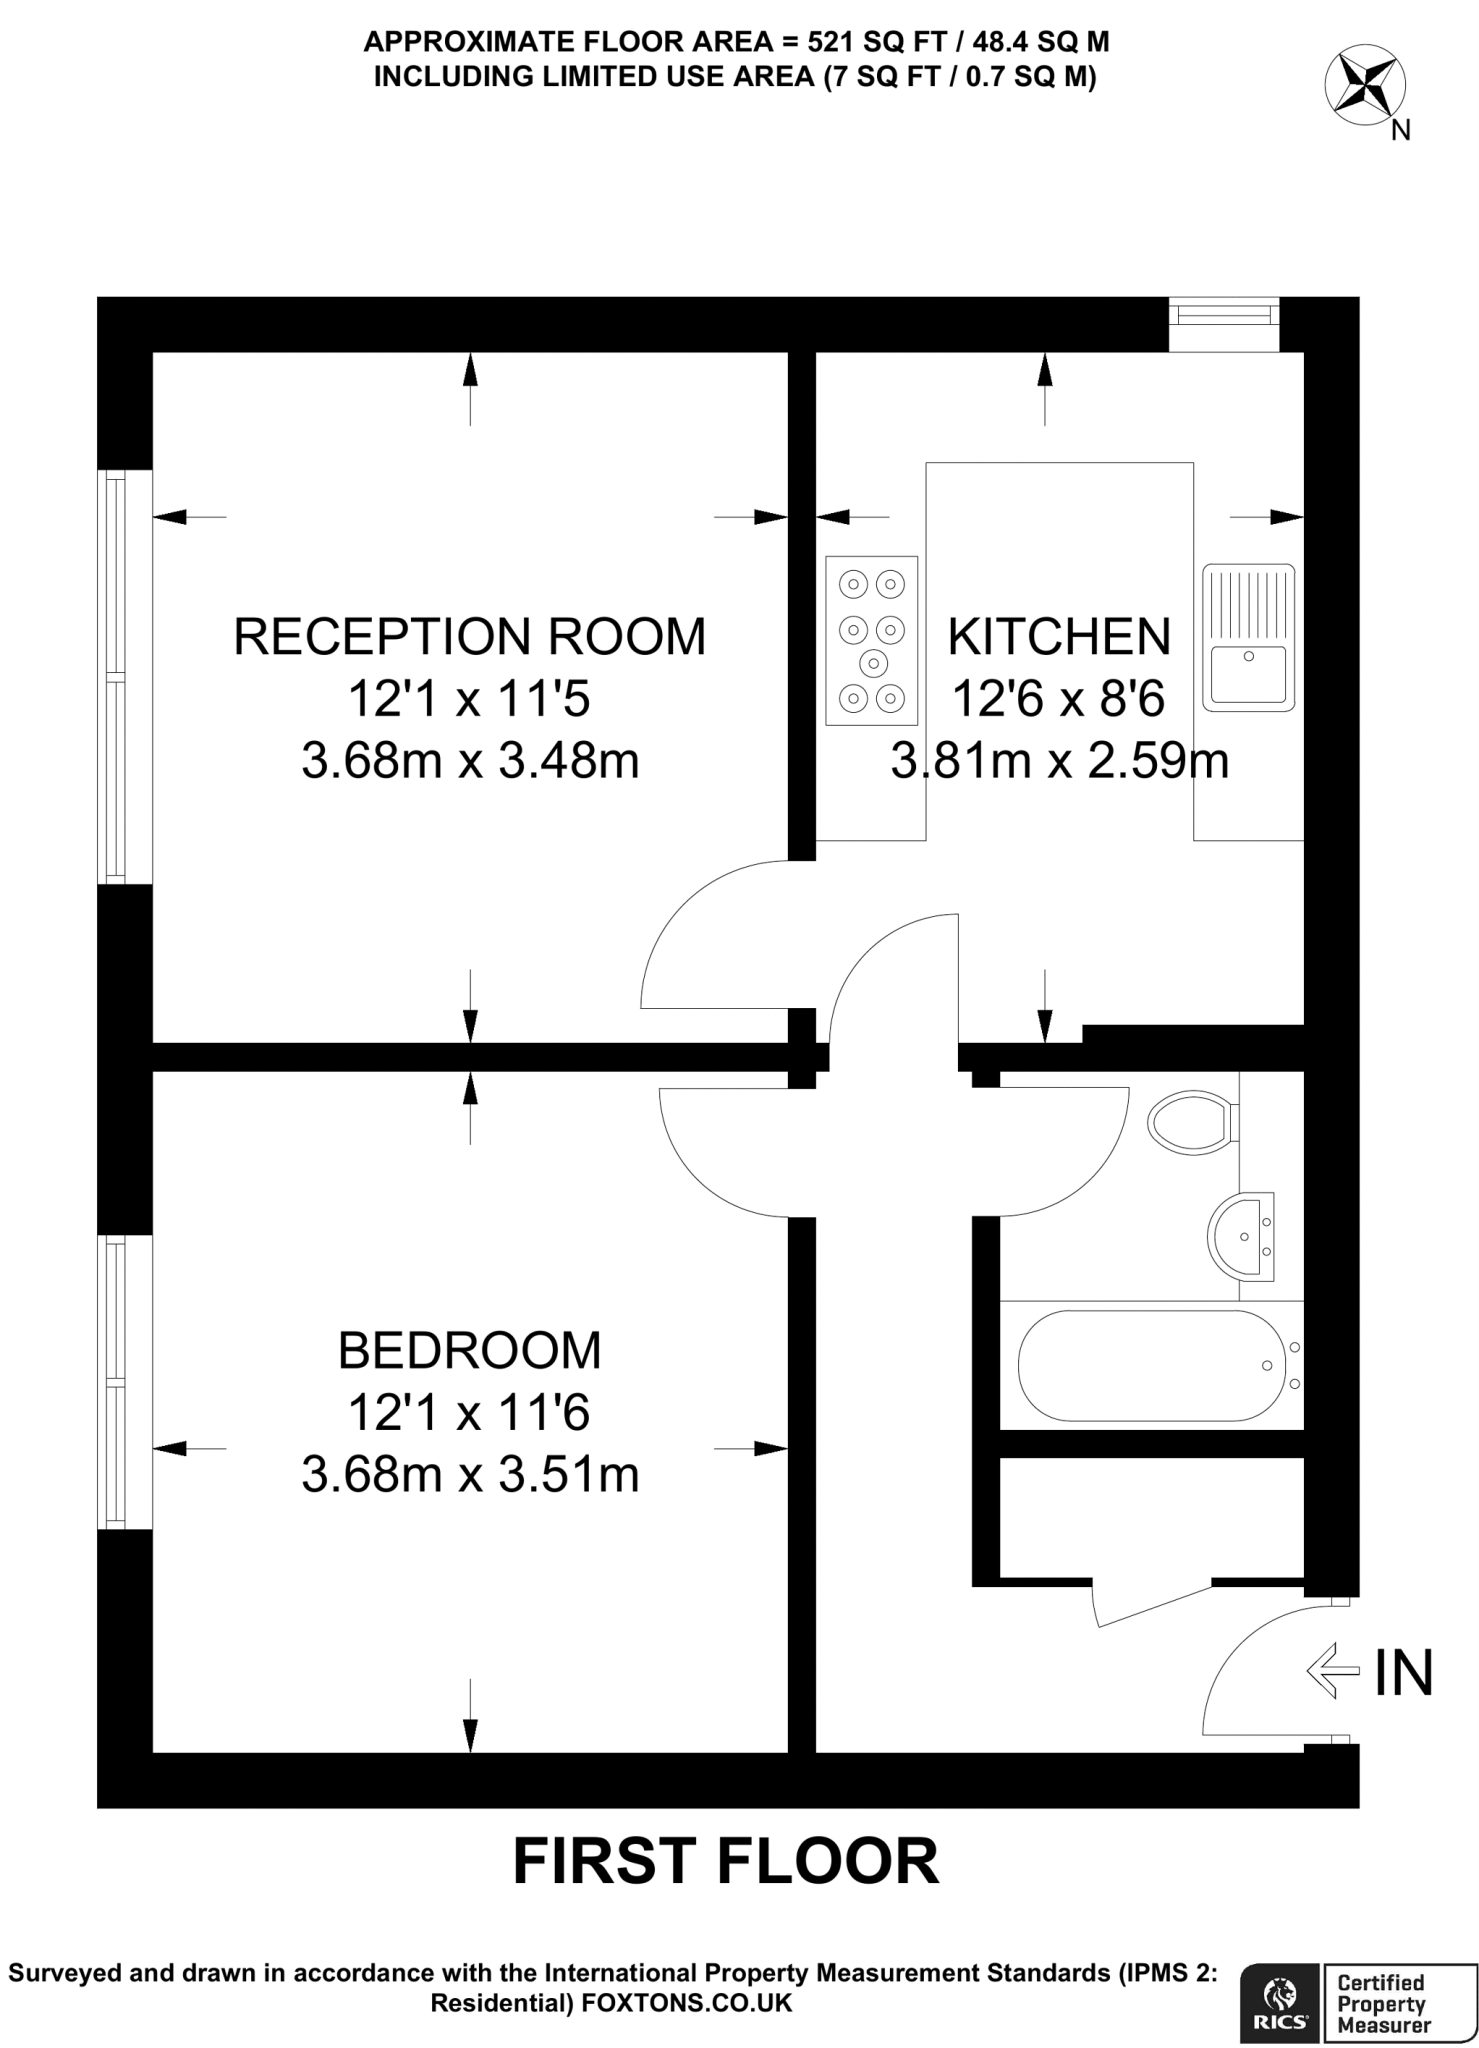 APPROXIMATE FLOOR AREA = 521 SQ FT / 48.4 SQ M
INCLUDING LIMITED USE AREA (7 SQ FT / 0.7 SQ M)
N
RECEPTION ROOM
12'1 x 11'5
3.68m x 3.48m
KITCHEN
12'6 x 8'6
3.81m x 2.59m
BEDROOM
12'1 x 11'6
3.68m x 3.51m
IN
FIRST FLOOR
Surveyed and drawn in accordance with the International Property Measurement Standards (IPMS 2:
Residential) FOXTONS.CO.UK
RICS
Certified
Property
Measurer